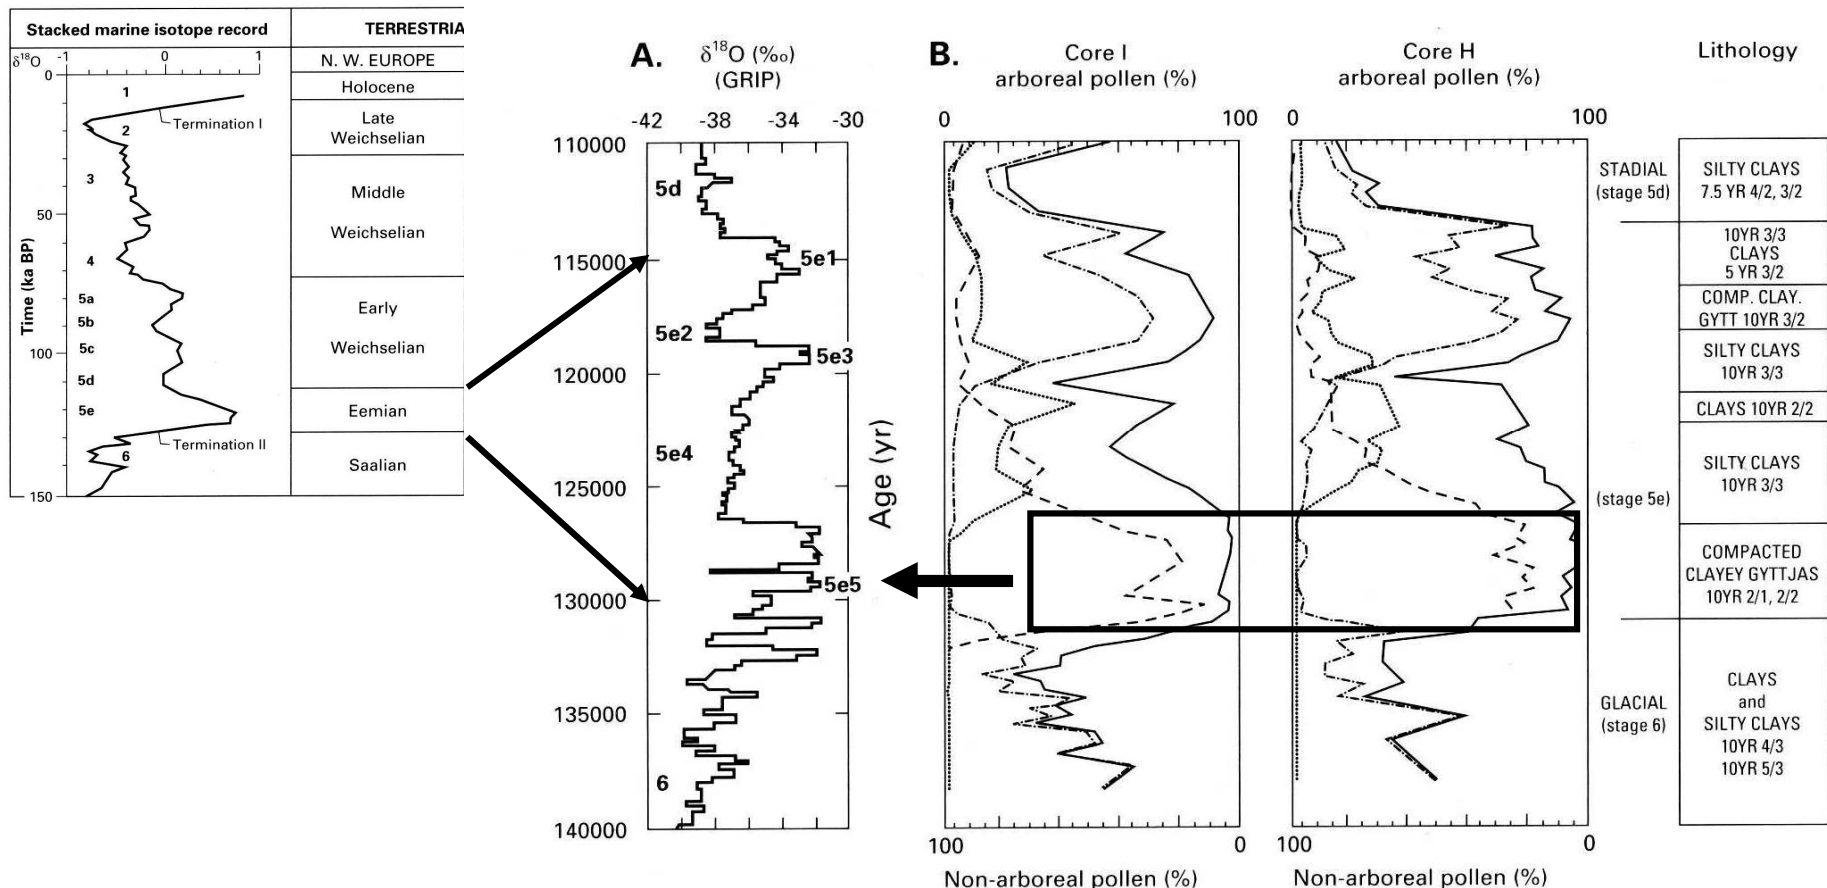 Stacked marine isotope record
TERRESTRIA
δ18O
-1
0
1
N. W. EUROPE
0
50
100
150
Time (ka BP)
1
Termination I
2
3
4
5a
5b
5c
5d
5e
Termination II
6
Holocene
Late
Weichselian
Middle
Weichselian
Early
Weichselian
Eemian
Saalian
A.
δ18O (‰)
(GRIP)
-42
-38
-34
-30
110000
115000
120000
125000
130000
135000
140000
5d
5e1
5e2
5e3
5e4
5e5
6
Age (yr)
B.
Core I
arboreal pollen (%)
0
100
100
0
Non-arboreal pollen (%)
Core H
arboreal pollen (%)
0
100
100
0
Non-arboreal pollen (%)
STADIAL
(stage 5d)
(stage 5e)
GLACIAL
(stage 6)
Lithology
SILTY CLAYS
7.5 YR 4/2, 3/2
10YR 3/3
CLAYS
5 YR 3/2
COMP. CLAY.
GYTT 10YR 3/2
SILTY CLAYS
10YR 3/3
CLAYS 10YR 2/2
SILTY CLAYS
10YR 3/3
COMPACTED
CLAYEY GYTTJAS
10YR 2/1, 2/2
CLAYS
and
SILTY CLAYS
10YR 4/3
10YR 5/3